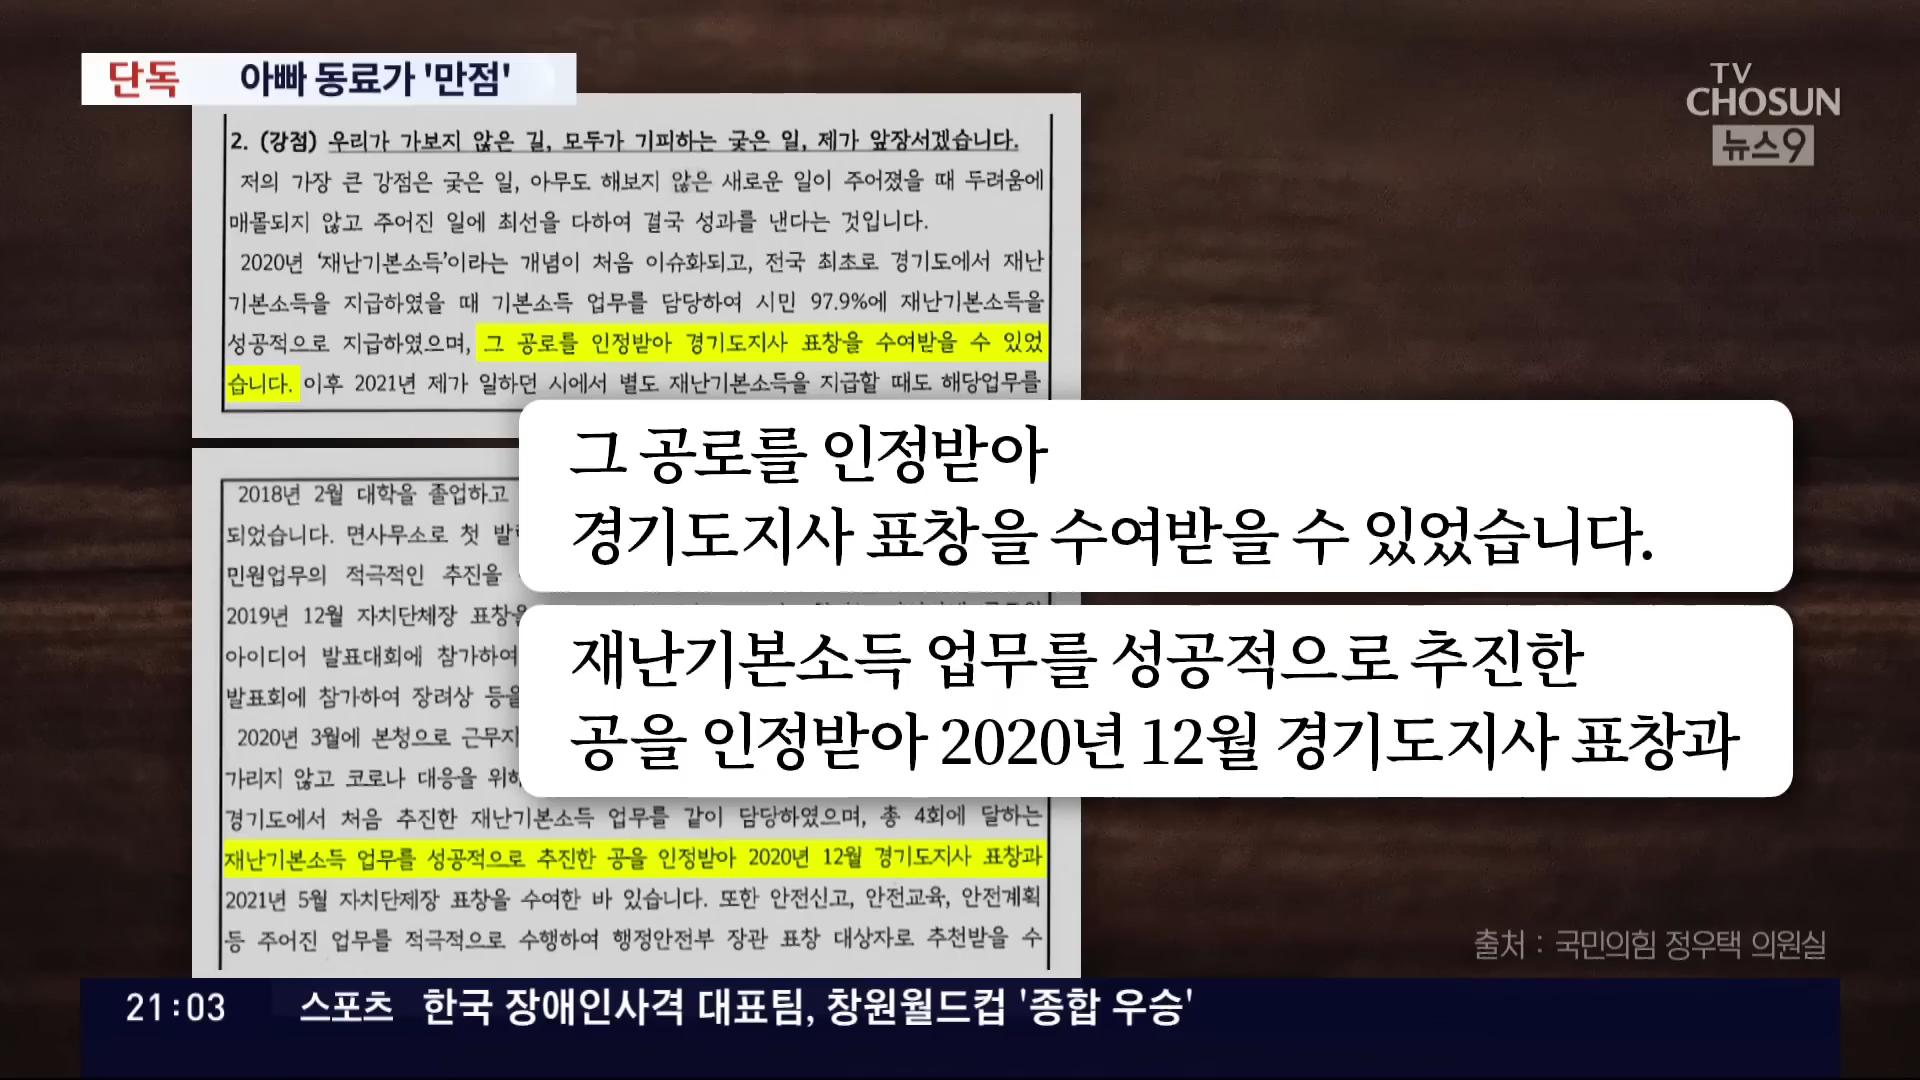 단독 아빠 동료가 '만점'
TV
CHOSUN
뉴스9
2. (강점) 우리가 가보지 않은 길, 모두가 기피하는 궂은 일, 제가 앞장서겠습니다.
저의 가장 큰 강점은 궂은 일, 아무도 해보지 않은 새로운 일이 주어졌을 때 두려움에
매몰되지 않고 주어진 일에 최선을 다하여 결국 성과를 낸다는 것입니다.
2020년 '재난기본소득'이라는 개념이 처음 이슈화되고, 전국 최초로 경기도에서 재난
기본소득을 지급하였을 때 기본소득 업무를 담당하여 시민 97.9%에 재난기본소득을
성공적으로 지급하였으며, 그 공로를 인정받아 경기도지사 표창을 수여받을 수 있었
습니다. 이후 2021년 제가 일하던 시에서 별도 재난기본소득을 지급할 때도 해당업무를
그 공로를 인정받아
경기도지사 표창을 수여받을 수 있었습니다.
재난기본소득 업무를 성공적으로 추진한
공을 인정받아 2020년 12월 경기도지사 표창과
2018년 2월 대학을 졸업하고
되었습니다. 면사무소로 첫
민원업무의 적극적인 추진을
2019년 12월 자치단체장 표창을
아이디어 발표대회에 참가하여
발표회에 참가하여 장려상 등을
2020년 3월에 본청으로 근무지
가리지 않고 코로나 대응을
경기도에서 처음 추진한 재난기본소득 업무를 같이 담당하였으며, 총 4회에 달하는
재난기본소득 업무를 성공적으로 추진한 공을 인정받아 2020년 12월 경기도지사 표창과
2021년 5월 자치단제장 표창을 수여한 바 있습니다. 또한 안전신고, 안전교육, 안전계획
등 주어진 업무를 적극적으로 수행하여 행정안전부 장관 표창 대상자로 추천받을 수
출처 : 국민의힘 정우택 의원실
21:03 스포츠 한국 장애인사격 대표팀, 창원월드컵 '종합 우승'